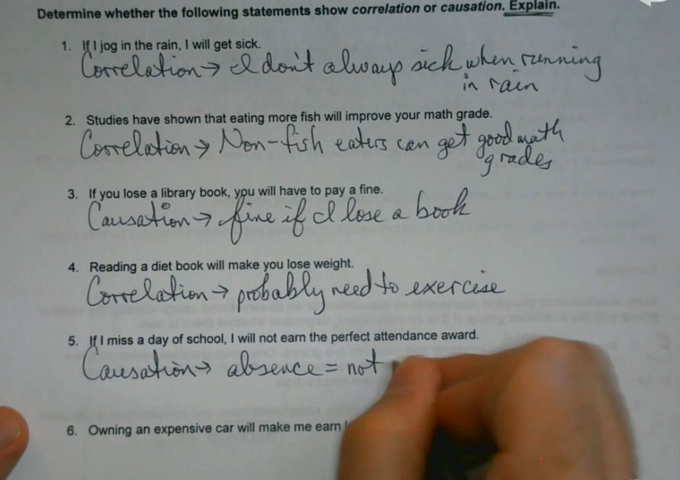 Determine whether the following statements show correlation or causation. Explain.
1. If I jog in the rain, I will get sick.
Correlation → I don't always sick when running
in rain
2. Studies have shown that eating more fish will improve your math grade.
Correlation → Non-fish eaters can get good math
grades
3. If you lose a library book, you will have to pay a fine.
Causation → fine if I lose a book
4. Reading a diet book will make you lose weight.
Correlation → probably need to exercise
5. If I miss a day of school, I will not earn the perfect attendance award.
Causation → absence = not
6. Owning an expensive car will make me earn